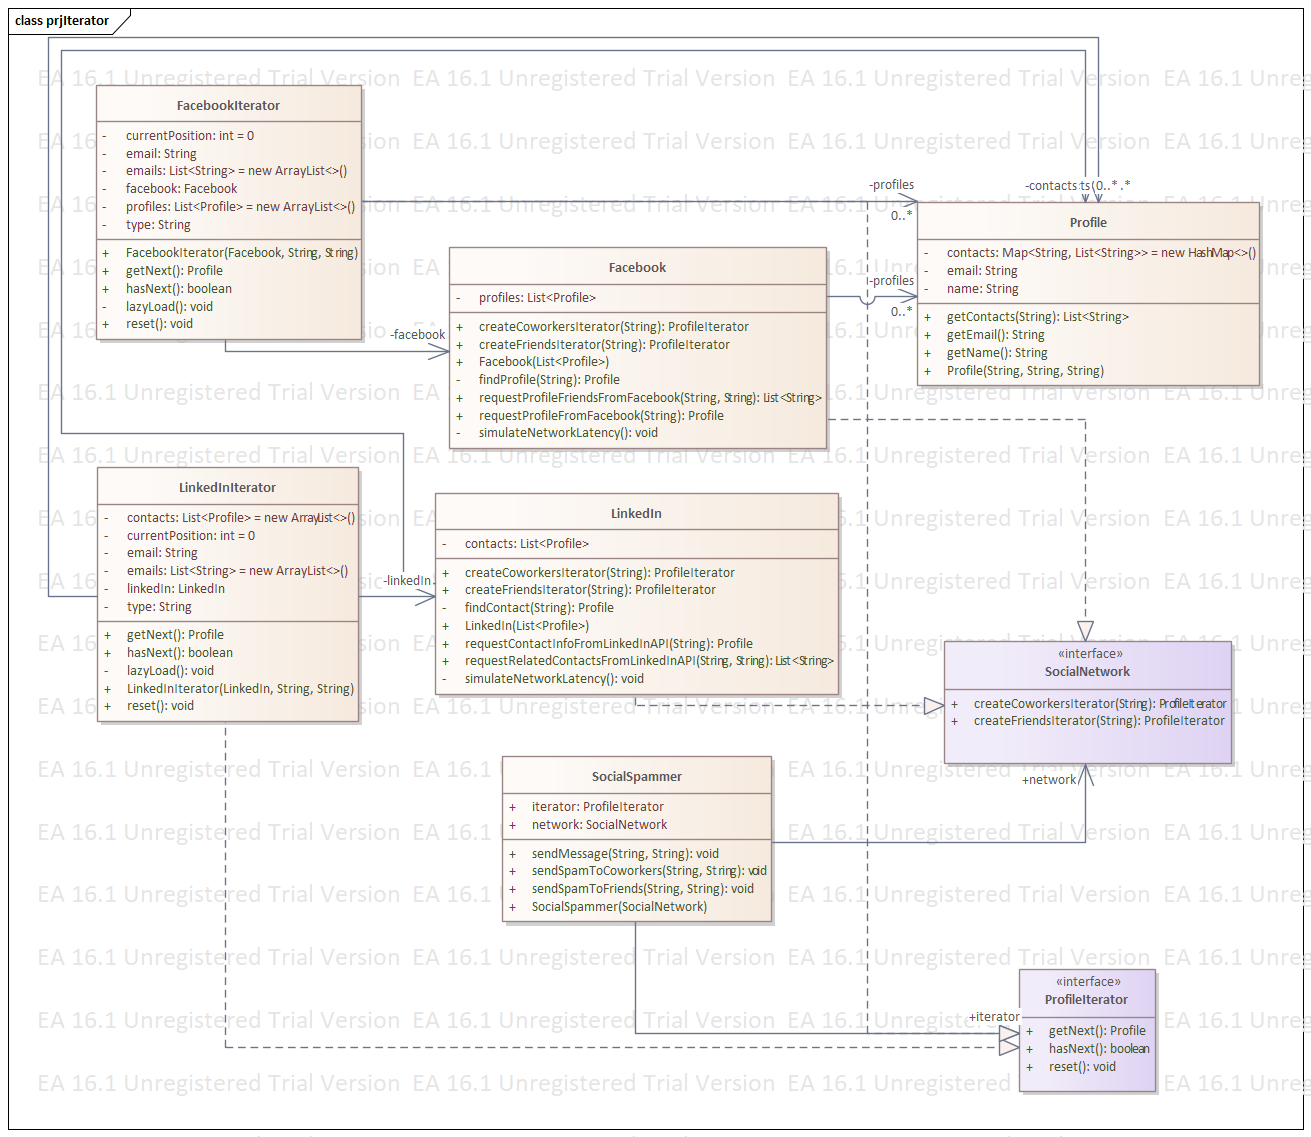 class prjIterator
EA 16.1 Unregistered Trial Version EA 16.1 Unregistered Trial Version EA 16.1 Unregistered Trial Version EA 16.1 Unre
FacebookIterator
- currentPosition: int = 0
- email: String
- emails: List<String> = new ArrayList<>()
- facebook: Facebook
- profiles: List<Profile> = new ArrayList<>()
- type: String
+ FacebookIterator(Facebook, String, String)
+ getNext(): Profile
+ hasNext(): boolean
- lazyLoad(): void
+ reset(): void
-profiles
0..*
-contacts
0..*
Profile
- contacts: Map<String, List<String>> = new HashMap<>()
- email: String
- name: String
+ getContacts(String): List<String>
+ getEmail(): String
+ getName(): String
+ Profile(String, String, String)
Facebook
- profiles: List<Profile>
+ createCoworkersIterator(String): ProfileIterator
+ createFriendsIterator(String): ProfileIterator
+ Facebook(List<Profile>)
- findProfile(String): Profile
+ requestProfileFriendsFromFacebook(String, String): List<String>
+ requestProfileFromFacebook(String): Profile
- simulateNetworkLatency(): void
-profiles
0..*
-facebook
LinkedInIterator
- contacts: List<Profile> = new ArrayList<>()
- currentPosition: int = 0
- email: String
- emails: List<String> = new ArrayList<>()
- linkedIn: LinkedIn
- type: String
+ getNext(): Profile
+ hasNext(): boolean
- lazyLoad(): void
+ LinkedInIterator(LinkedIn, String, String)
+ reset(): void
-linkedIn
LinkedIn
- contacts: List<Profile>
+ createCoworkersIterator(String): ProfileIterator
+ createFriendsIterator(String): ProfileIterator
- findContact(String): Profile
+ LinkedIn(List<Profile>)
+ requestContactInfoFromLinkedInAPI(String): Profile
+ requestRelatedContactsFromLinkedInAPI(String, String): List<String>
- simulateNetworkLatency(): void
«interface»
SocialNetwork
+ createCoworkersIterator(String): ProfileIterator
+ createFriendsIterator(String): ProfileIterator
+network
SocialSpammer
+ iterator: ProfileIterator
+ network: SocialNetwork
+ sendMessage(String, String): void
+ sendSpamToCoworkers(String, String): void
+ sendSpamToFriends(String, String): void
+ SocialSpammer(SocialNetwork)
+iterator
«interface»
ProfileIterator
+ getNext(): Profile
+ hasNext(): boolean
+ reset(): void